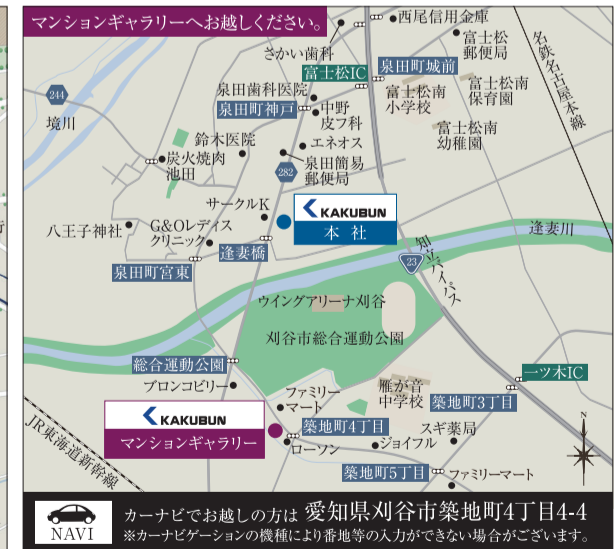 マンションギャラリーへお越しください。
西尾信用金庫
さかい歯科
富士松
郵便局
富士松IC
泉田町城前
名鉄名古屋本線
244
境川
泉田歯科医院
泉田町神戸
中野
皮フ科
富士松南
小学校
富士松南
保育園
富士松南
幼稚園
鈴木医院
エネオス
炭火焼肉
池田
泉田簡易
郵便局
282
サークルK
KAKUBUN
本社
八王子神社
G&Oレディス
クリニック
逢妻橋
泉田町宮東
逢妻川
知立バイパス
23
ウイングアリーナ刈谷
刈谷市総合運動公園
総合運動公園
ブロンコビリー
一ツ木IC
ファミリー
マート
雁が音
中学校
築地町3丁目
KAKUBUN
マンションギャラリー
築地町4丁目
ローソン
ジョイフル
スギ薬局
築地町5丁目
ファミリーマート
JR東海道新幹線
N
NAVI
カーナビでお越しの方は 愛知県刈谷市築地町4丁目4-4
※カーナビゲーションの機種により番地等の入力ができない場合がございます。